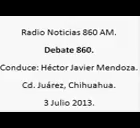 Radio Noticias 860 AM.
Debate 860.
Conduce: Héctor Javier Mendoza.
Cd. Juárez, Chihuahua.
3 Julio 2013.